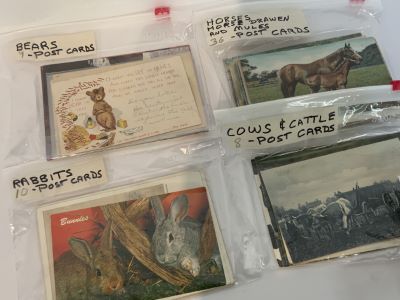 BEARS
7-POST CARDS
HORSES,
HORSE DRAWEN
AND MULES
36-POST CARDS
RABBITS
10-POST CARDS
Bunnies
COWS & CATTLE
8-POST CARDS